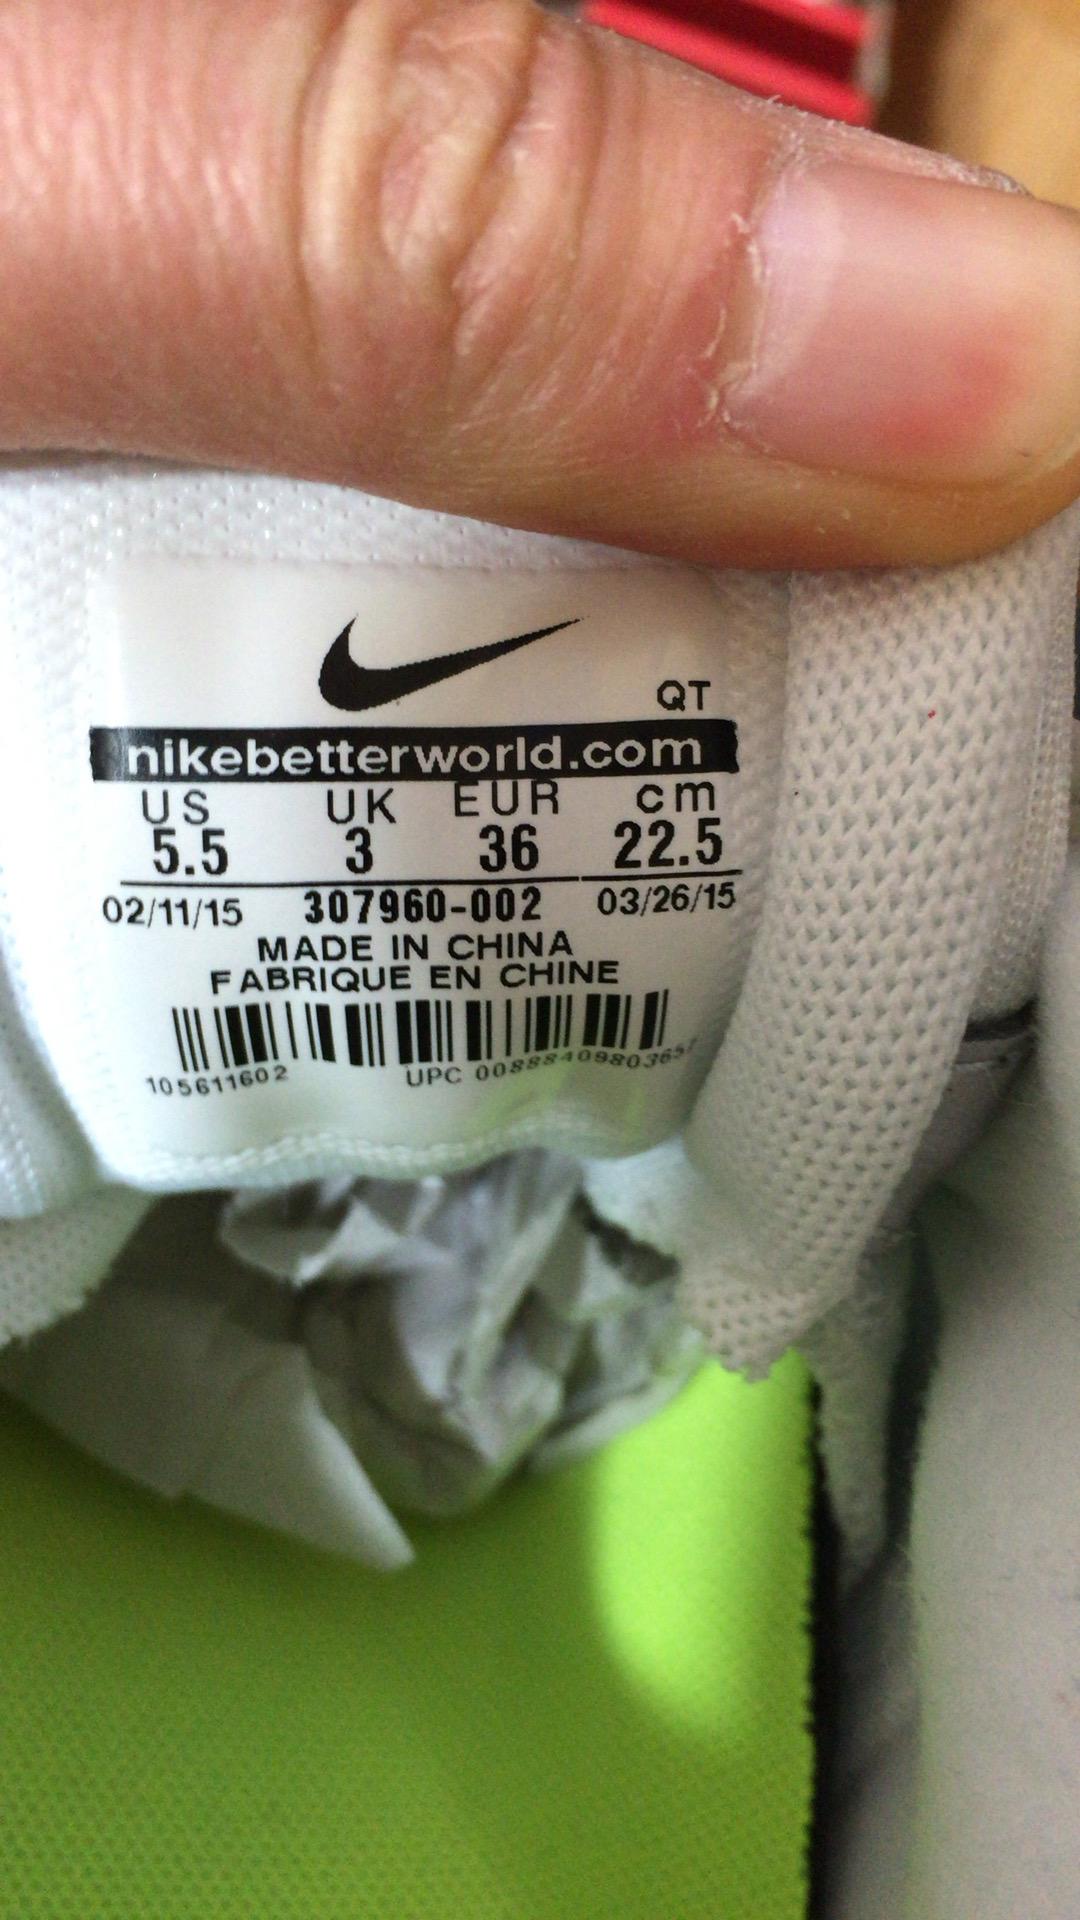 QT
nikebetterworld.com
US UK EUR cm
5.5 3 36 22.5
02/11/15 307960-002 03/26/15
MADE IN CHINA
FABRIQUE EN CHINE
105611602 UPC 00888409803657